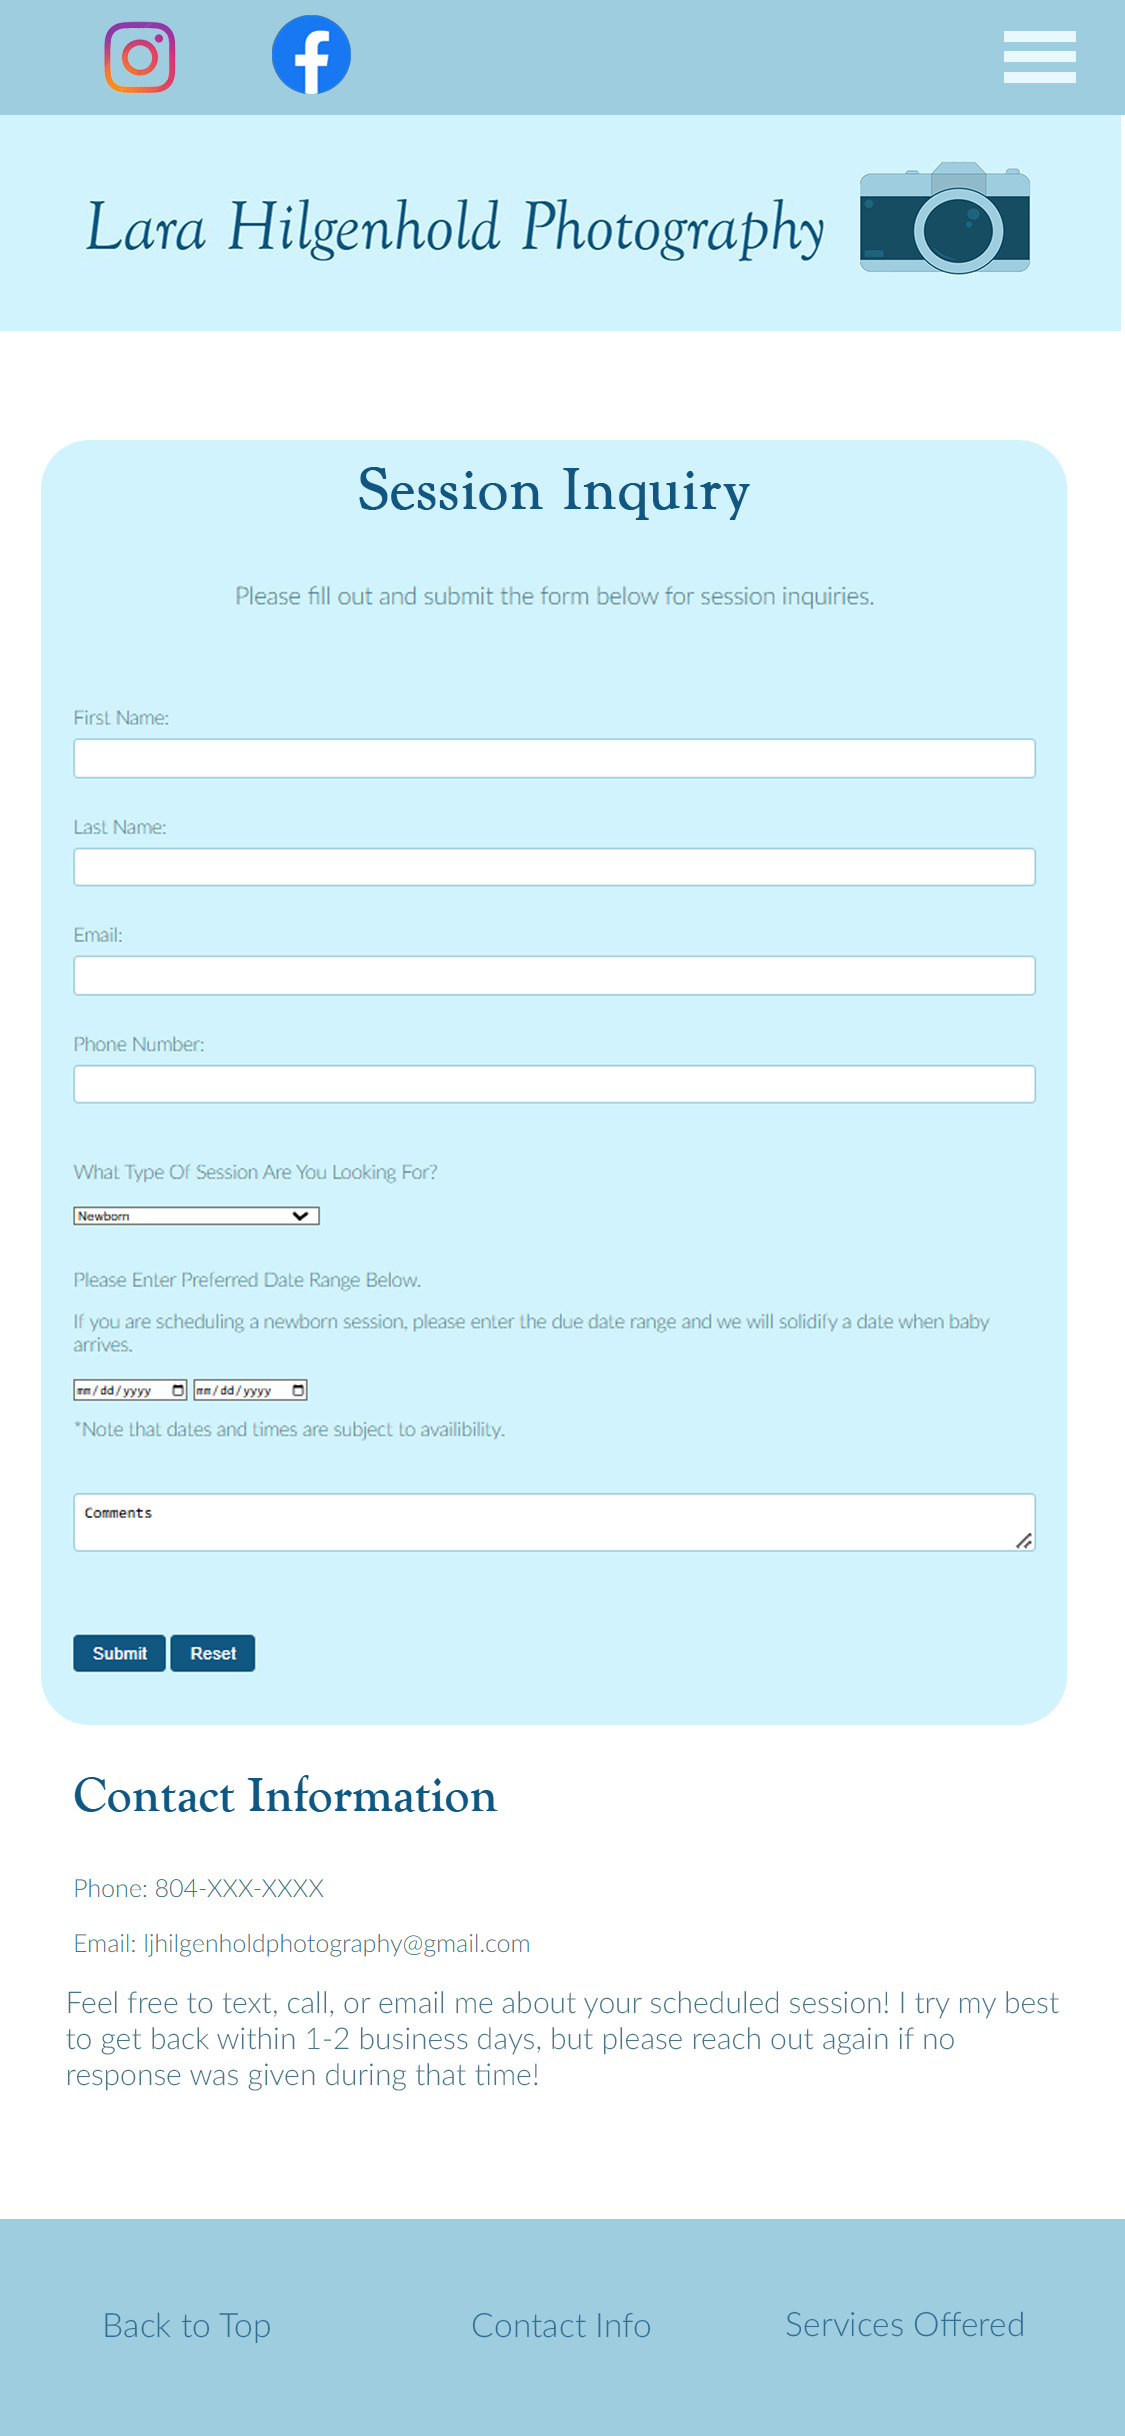 Lara Hilgenhold Photography
Session Inquiry
Please fill out and submit the form below for session inquiries.
First Name:
Last Name:
Email:
Phone Number:
What Type Of Session Are You Looking For?
Newborn
Please Enter Preferred Date Range Below.
If you are scheduling a newborn session, please enter the due date range and we will solidify a date when baby
arrives.
mm/dd/yyyy mm/dd/yyyy
*Note that dates and times are subject to availibility.
Comments
Submit Reset
Contact Information
Phone: 804-XXX-XXXX
Email: ljhilgenholdphotography@gmail.com
Feel free to text, call, or email me about your scheduled session! I try my best
to get back within 1-2 business days, but please reach out again if no
response was given during that time!
Back to Top Contact Info Services Offered